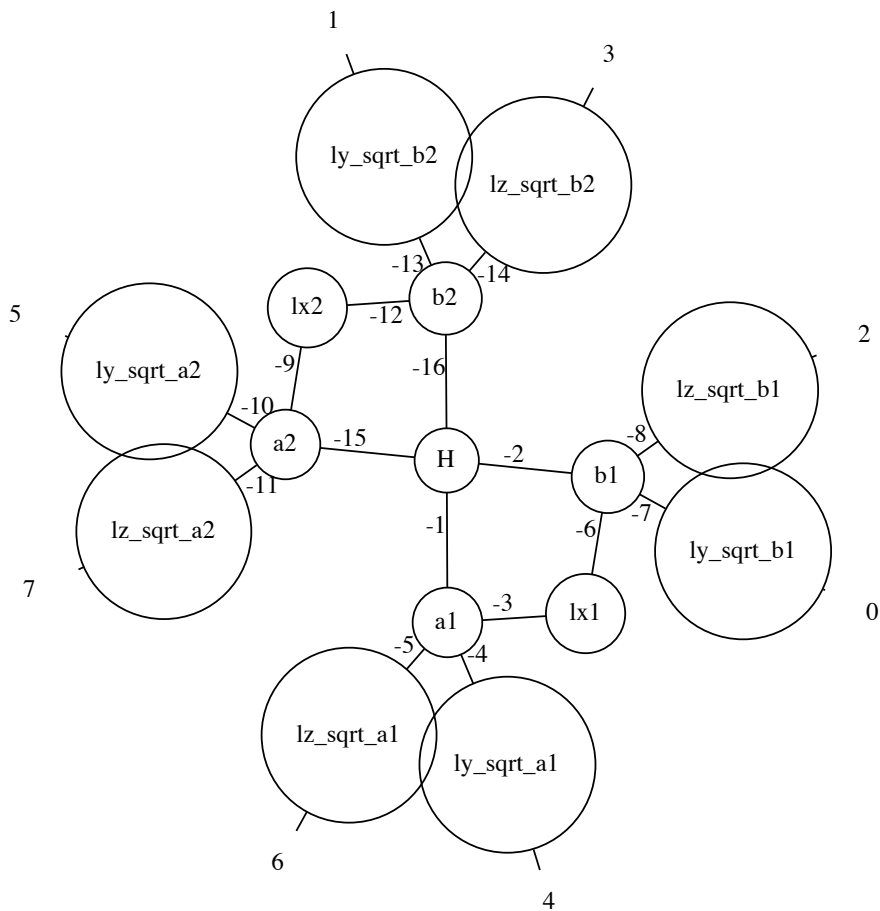 1
3
ly_sqrt_b2
lz_sqrt_b2
-13
-14
lx2
b2
-12
5
2
ly_sqrt_a2
-9
-16
lz_sqrt_b1
-10
a2
-15
H
-2
-8
b1
-11
-7
lz_sqrt_a2
-1
-6
ly_sqrt_b1
7
-3
lx1
0
a1
-5
-4
lz_sqrt_a1
ly_sqrt_a1
6
4